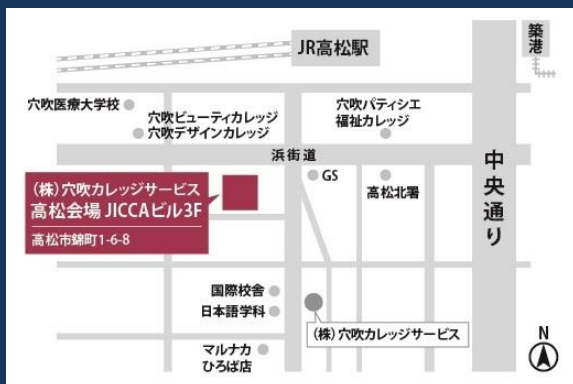 JR高松駅
築港
穴吹医療大学校
穴吹ビューティカレッジ
穴吹デザインカレッジ
穴吹パティシエ
福祉カレッジ
浜街道
GS
高松北署
中央通り
(株)穴吹カレッジサービス
高松会場 JICCAビル3F
高松市錦町1-6-8
国際校舎
日本語学科
(株)穴吹カレッジサービス
マルナカ
ひろば店
N